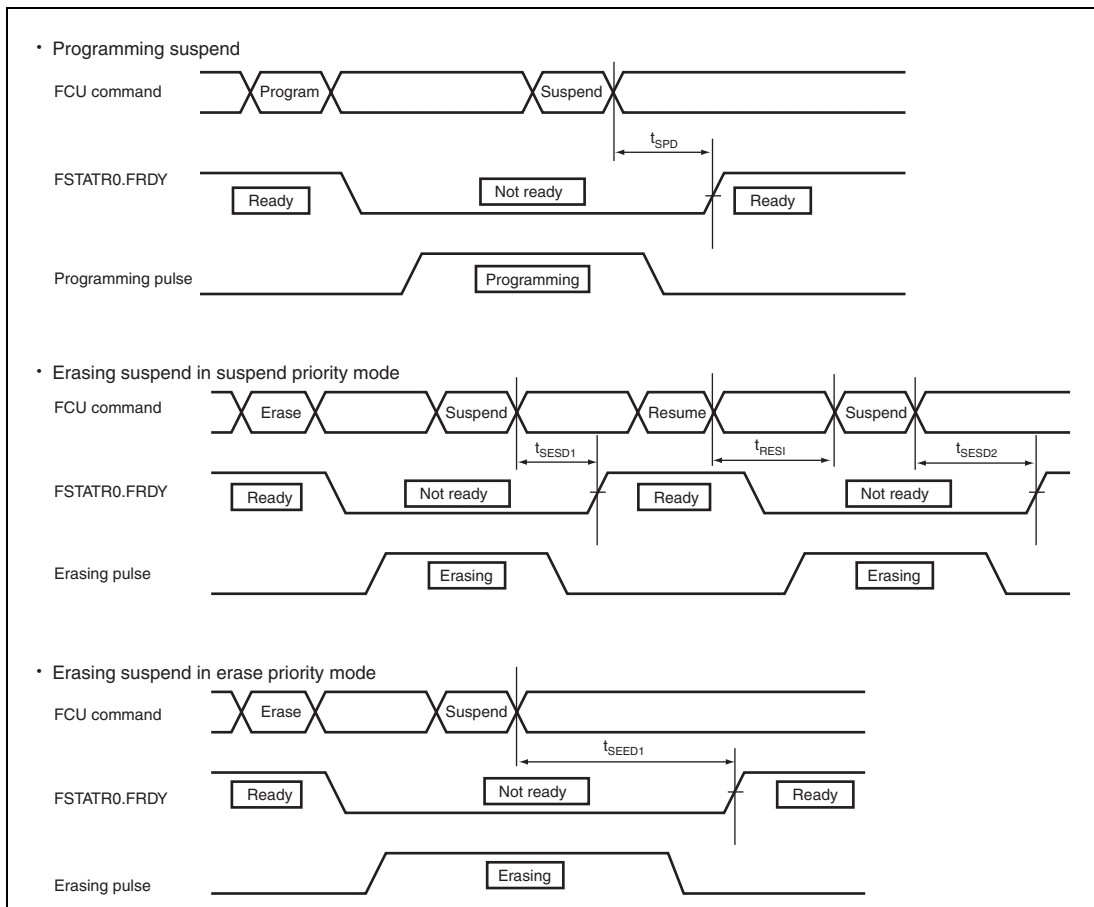 • Programming suspend
FCU command
Program
Suspend
tSPD
FSTATR0.FRDY
Ready
Not ready
Ready
Programming pulse
Programming
• Erasing suspend in suspend priority mode
FCU command
Erase
Suspend
Resume
Suspend
tSESD1
tRESI
tSESD2
FSTATR0.FRDY
Ready
Not ready
Ready
Not ready
Erasing pulse
Erasing
Erasing
• Erasing suspend in erase priority mode
FCU command
Erase
Suspend
tSEED1
FSTATR0.FRDY
Ready
Not ready
Ready
Erasing pulse
Erasing